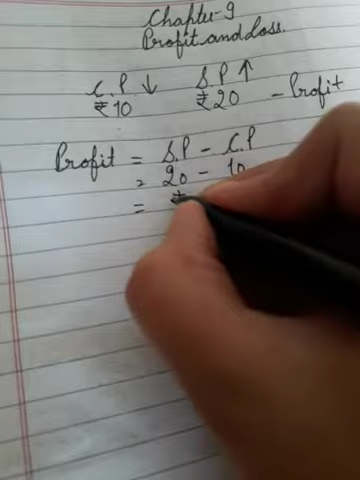 Chapter-9
Profit and Loss.
C.P ↓ S.P ↑
₹10 ₹20 - Profit
Profit = S.P - C.P
= 20 - 10
= ₹